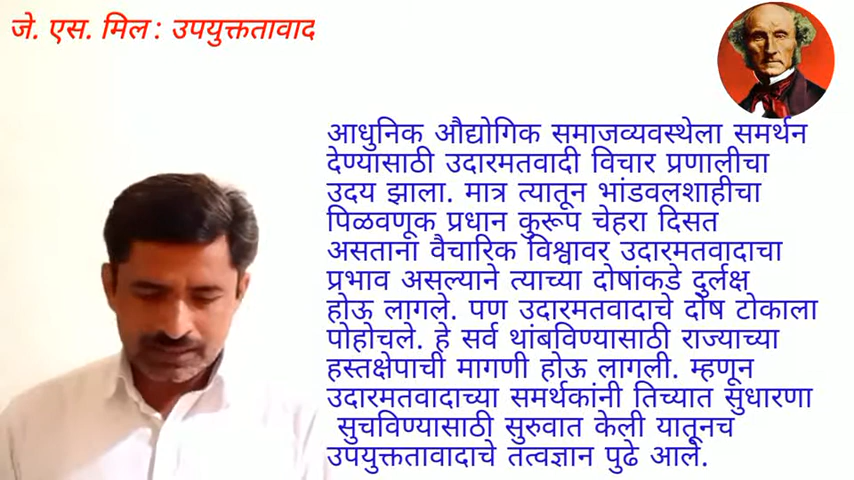 जे. एस. मिल : उपयुक्ततावाद
आधुनिक औद्योगिक समाजव्यवस्थेला समर्थन
देण्यासाठी उदारमतवादी विचार प्रणालीचा
उदय झाला. मात्र त्यातून भांडवलशाहीचा
पिळवणूक प्रधान कुरूप चेहरा दिसत
असताना वैचारिक विश्वावर उदारमतवादाचा
प्रभाव असल्याने त्याच्या दोषांकडे दुर्लक्ष
होऊ लागले. पण उदारमतवादाचे दोष टोकाला
पोहोचले. हे सर्व थांबविण्यासाठी राज्याच्या
हस्तक्षेपाची मागणी होऊ लागली. म्हणून
उदारमतवादाच्या समर्थकांनी तिच्यात सुधारणा
सुचविण्यासाठी सुरुवात केली यातूनच
उपयुक्ततावादाचे तत्वज्ञान पुढे आले.